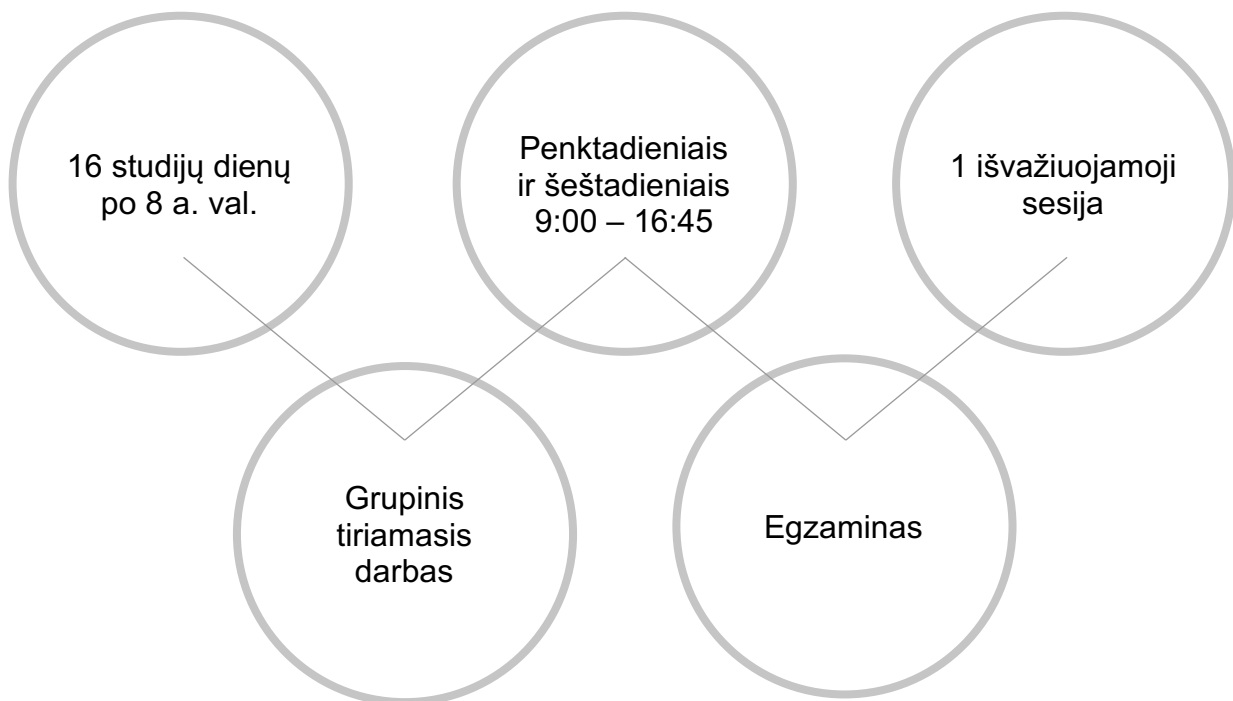 16 studijų dienų
po 8 a. val.
Penktadieniais
ir šeštadieniais
9:00 – 16:45
1 išvažiuojamoji
sesija
Grupinis
tiriamasis
darbas
Egzaminas